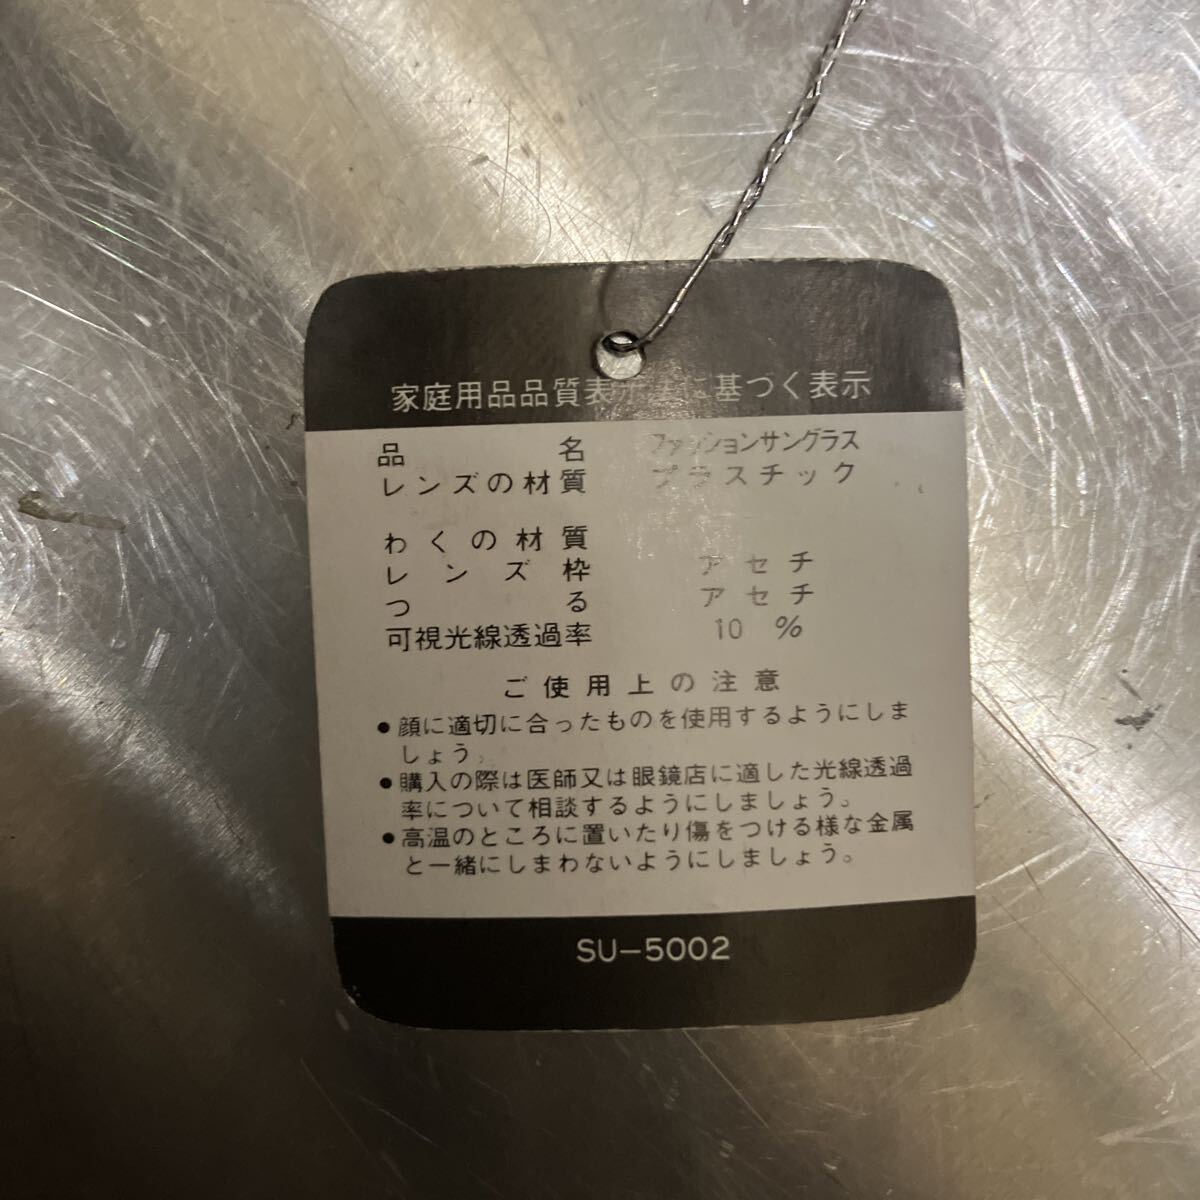 家庭用品品質表示法に基づく表示
品名 ファッションサングラス
レンズの材質 プラスチック
わくの材質
レンズ枠 アセチ
つる アセチ
可視光線透過率 10 %
ご使用上の注意
●顔に適切に合ったものを使用するようにしま
しょう。
●購入の際は医師又は眼鏡店に適した光線透過
率について相談するようにしましょう。
●高温のところに置いたり傷をつける様な金属
と一緒にしまわないようにしましょう。
SU-5002